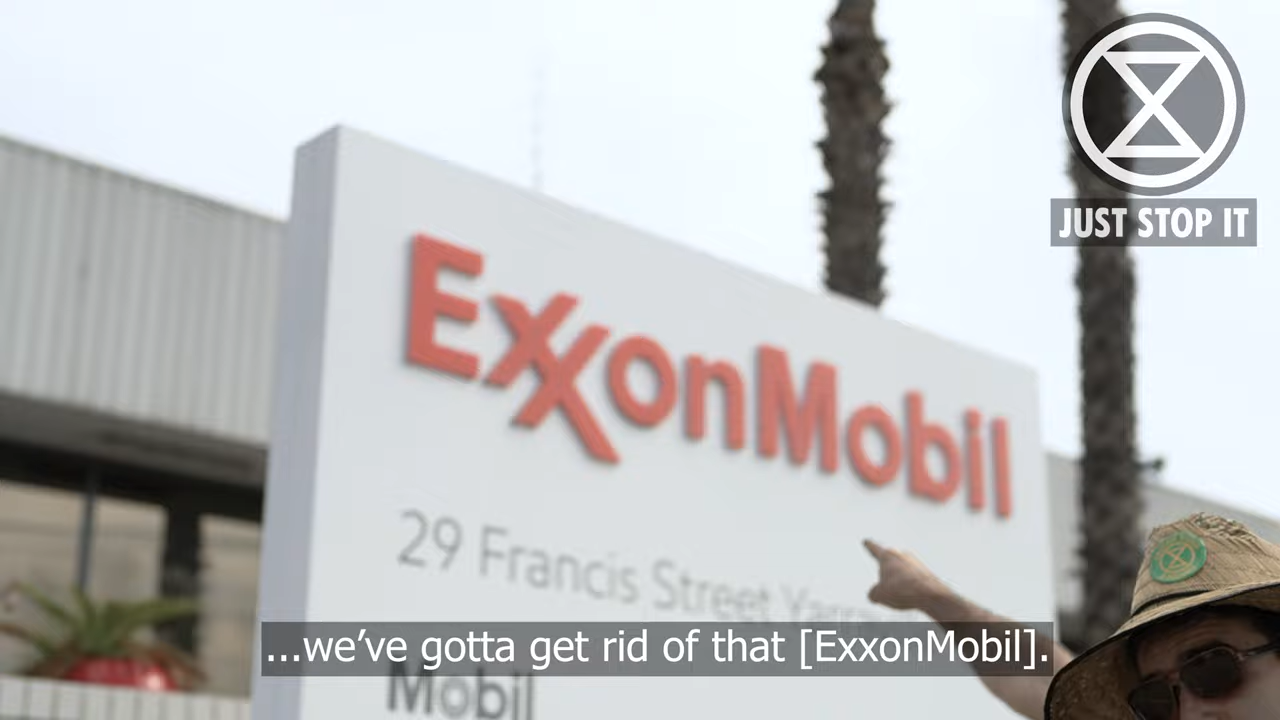 JUST STOP IT
ExxonMobil
29 Francis Street
...we've gotta get rid of that [ExxonMobil].
Mobil